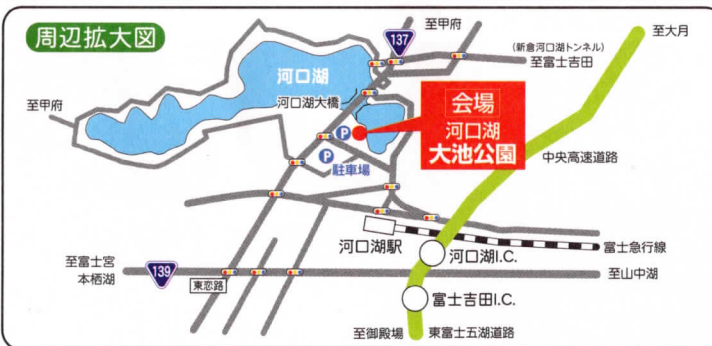 周辺拡大図
至甲府
137
(新倉河口湖トンネル)
至富士吉田
至大月
河口湖
河口湖大橋
至甲府
会場
河口湖
大池公園
P
P
駐車場
中央高速道路
河口湖駅
河口湖I.C.
富士急行線
至富士宮
本栖湖
139
東恋路
至山中湖
富士吉田I.C.
至御殿場
東富士五湖道路